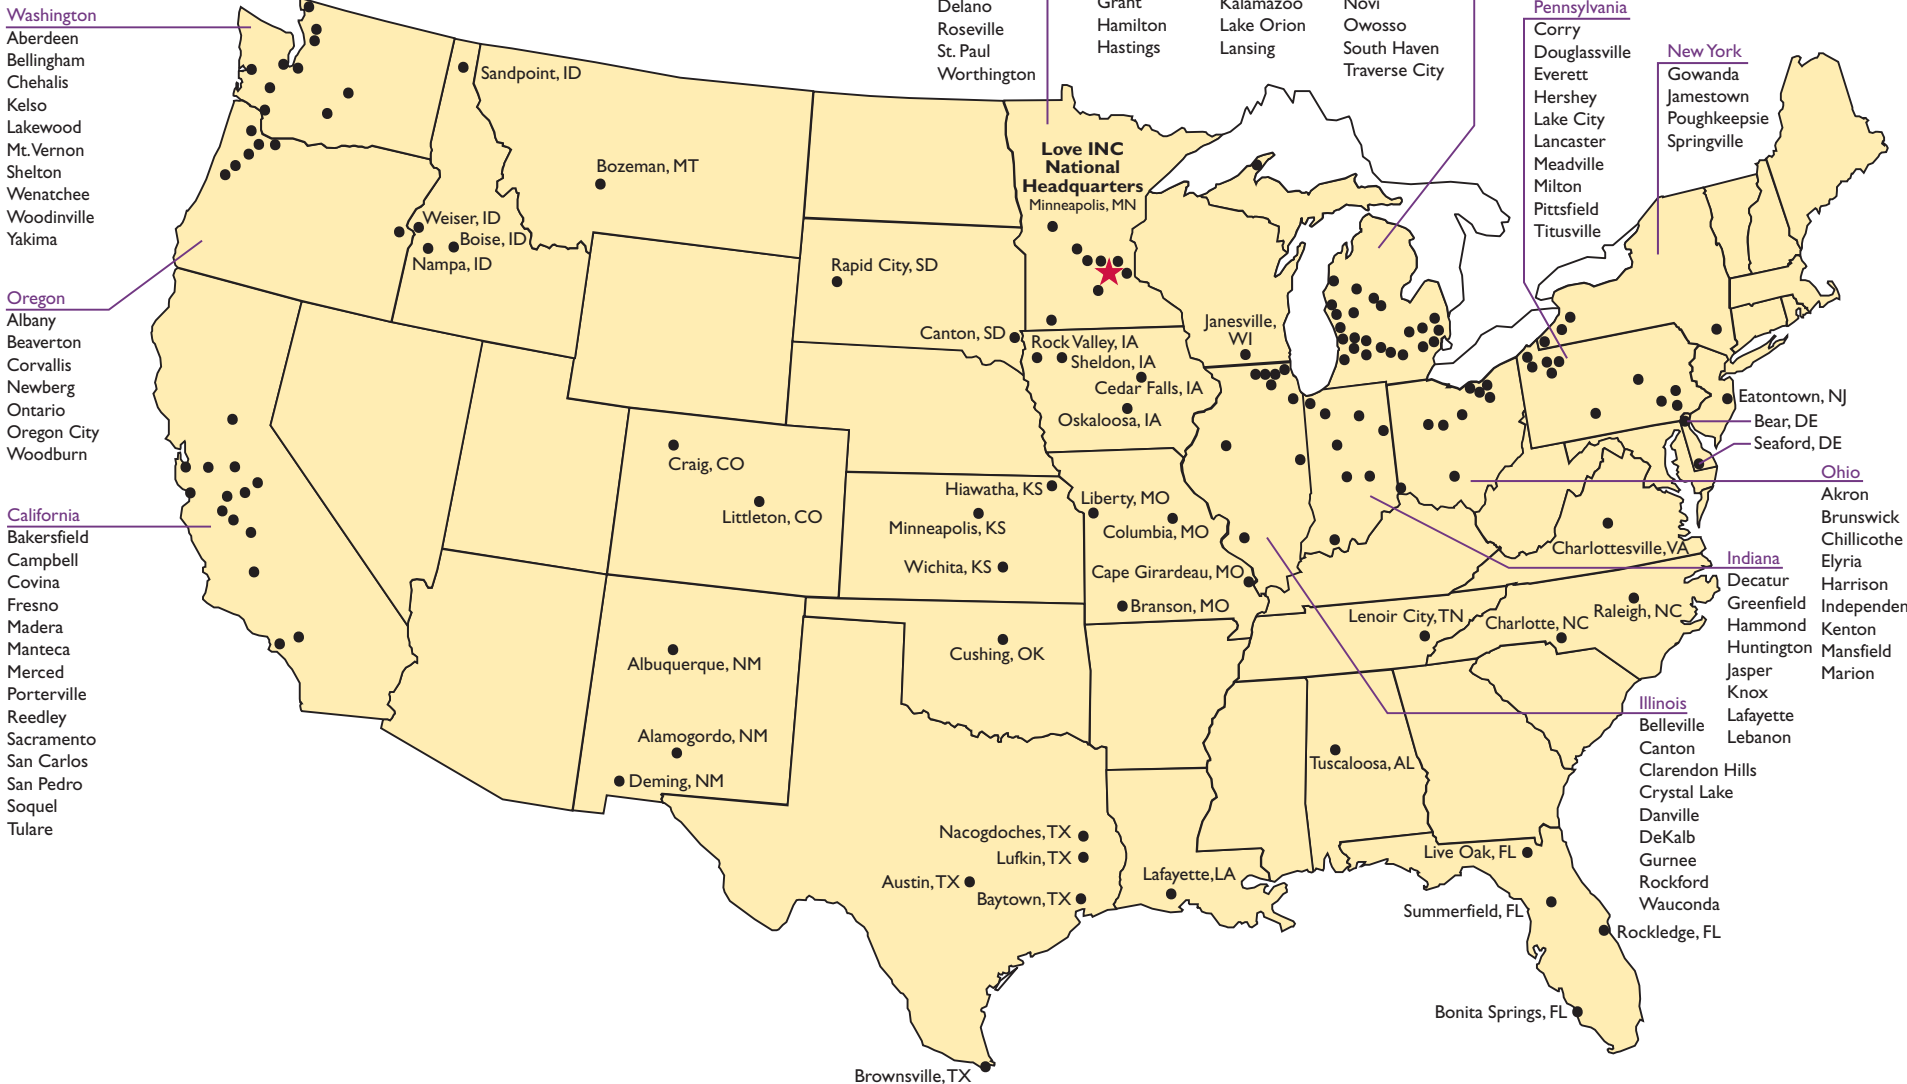 Washington
Aberdeen
Bellingham
Chehalis
Kelso
Lakewood
Mt. Vernon
Shelton
Wenatchee
Woodinville
Yakima
Oregon
Albany
Beaverton
Corvallis
Newberg
Ontario
Oregon City
Woodburn
California
Bakersfield
Campbell
Covina
Fresno
Madera
Manteca
Merced
Porterville
Reedley
Sacramento
San Carlos
San Pedro
Soquel
Tulare
Delano
Roseville
St. Paul
Worthington
Grant
Hamilton
Hastings
Kalamazoo
Lake Orion
Lansing
Novi
Owosso
South Haven
Traverse City
Pennsylvania
Corry
Douglassville
Everett
Hershey
Lake City
Lancaster
Meadville
Milton
Pittsfield
Titusville
New York
Gowanda
Jamestown
Poughkeepsie
Springville
Sandpoint, ID
Bozeman, MT
Weiser, ID
Boise, ID
Nampa, ID
Love INC
National
Headquarters
Minneapolis, MN
Rapid City, SD
Canton, SD
Rock Valley, IA
Sheldon, IA
Cedar Falls, IA
Oskaloosa, IA
Janesville,
WI
Craig, CO
Littleton, CO
Hiawatha, KS
Minneapolis, KS
Wichita, KS
Liberty, MO
Columbia, MO
Cape Girardeau, MO
Branson, MO
Eatontown, NJ
Bear, DE
Seaford, DE
Charlottesville, VA
Lenoir City, TN
Charlotte, NC
Raleigh, NC
Albuquerque, NM
Alamogordo, NM
Deming, NM
Cushing, OK
Tuscaloosa, AL
Nacogdoches, TX
Lufkin, TX
Austin, TX
Baytown, TX
Brownsville, TX
Lafayette, LA
Live Oak, FL
Summerfield, FL
Rockledge, FL
Bonita Springs, FL
Ohio
Akron
Brunswick
Chillicothe
Elyria
Harrison
Independen
Kenton
Mansfield
Marion
Indiana
Decatur
Greenfield
Hammond
Huntington
Jasper
Knox
Lafayette
Lebanon
Illinois
Belleville
Canton
Clarendon Hills
Crystal Lake
Danville
DeKalb
Gurnee
Rockford
Wauconda